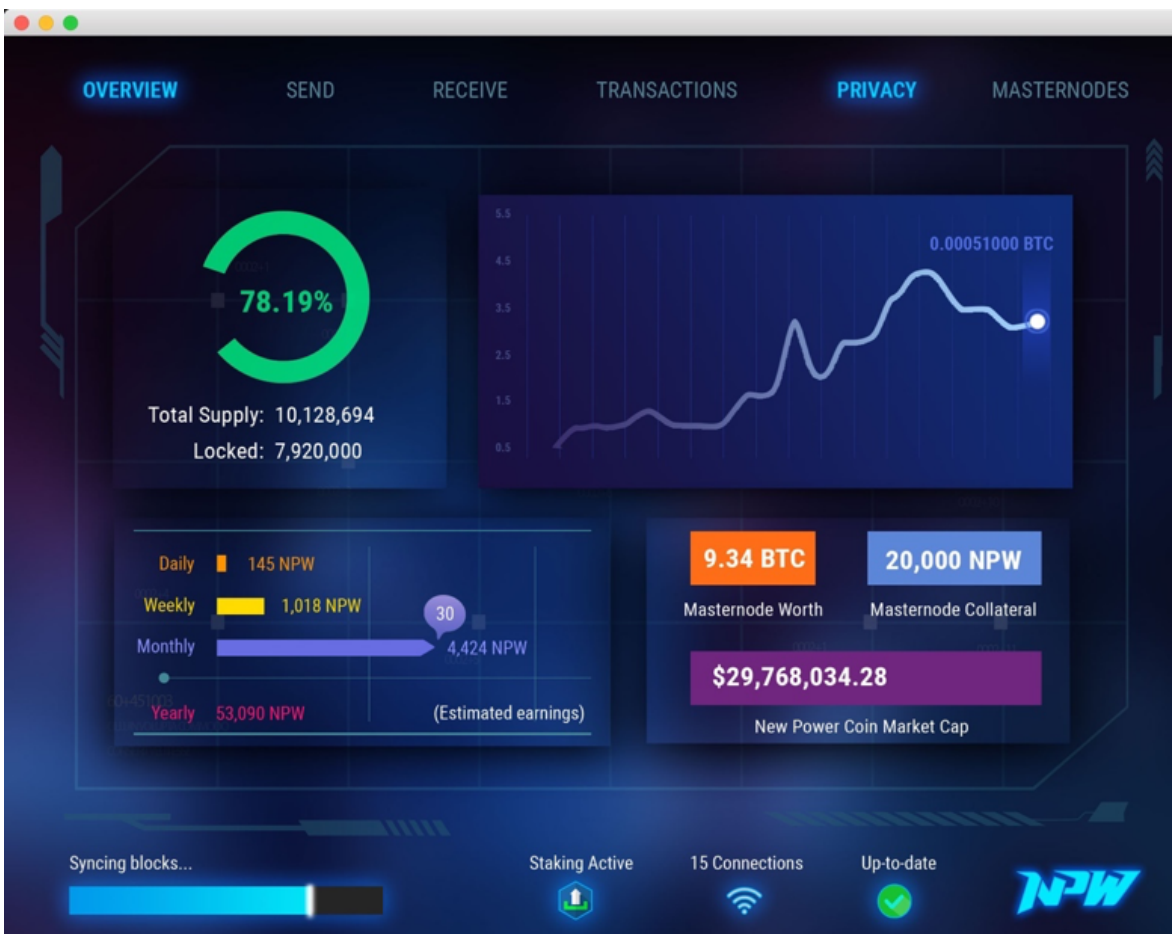 OVERVIEW SEND RECEIVE TRANSACTIONS PRIVACY MASTERNODES
78.19%
Total Supply: 10,128,694
Locked: 7,920,000
5.5
4.5
3.5
2.5
1.5
0.5
0.00051000 BTC
Daily 145 NPW
Weekly 1,018 NPW
30
Monthly 4,424 NPW
Yearly 53,090 NPW (Estimated earnings)
9.34 BTC 20,000 NPW
Masternode Worth Masternode Collateral
$29,768,034.28
New Power Coin Market Cap
Syncing blocks... Staking Active 15 Connections Up-to-date
NPW